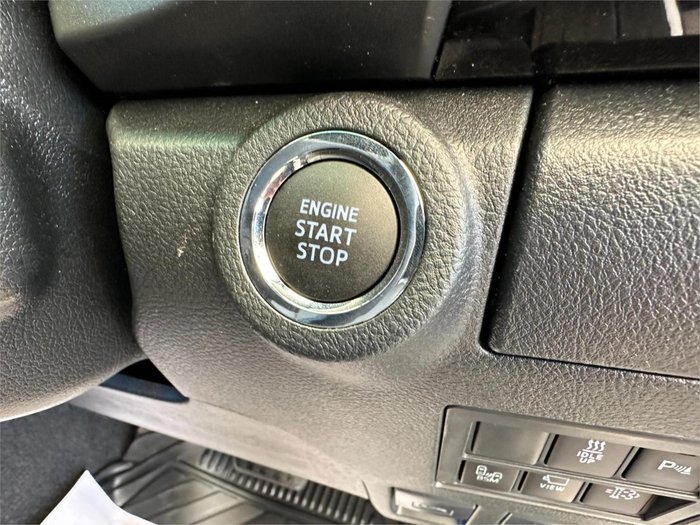 ENGINE
START
STOP
IDLE
UP
P
BSM
VIEW